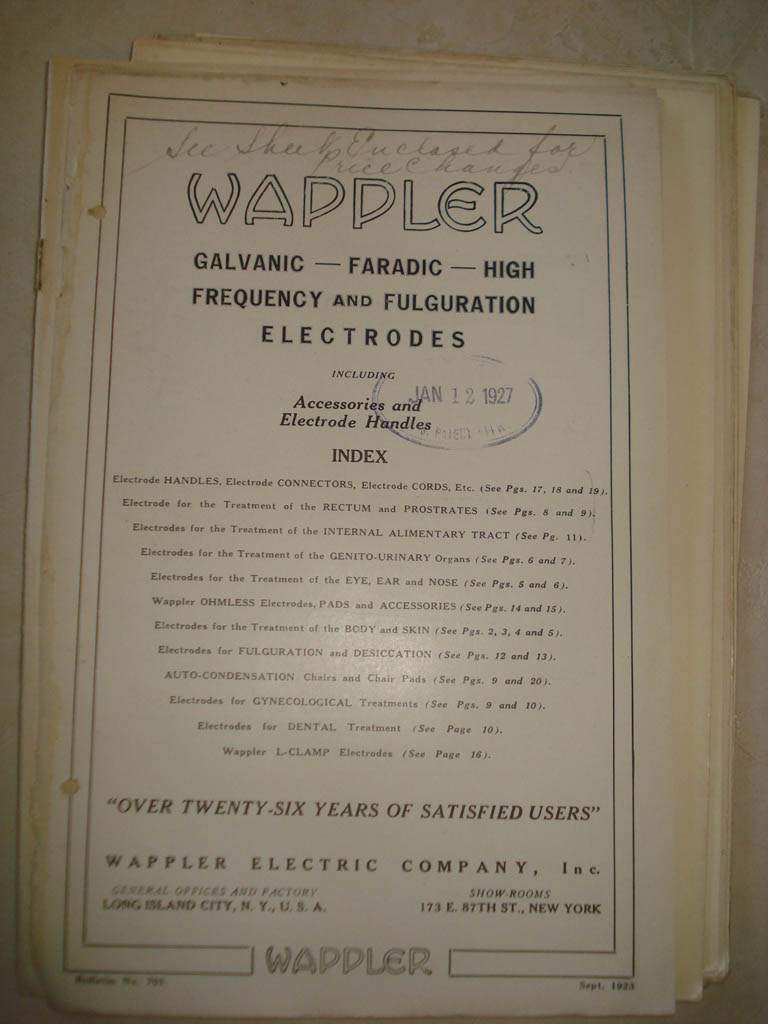 See Sheet Enclosed for
Price Changes.
WAPPLER
GALVANIC — FARADIC — HIGH
FREQUENCY AND FULGURATION
ELECTRODES
INCLUDING
Accessories and
Electrode Handles
JAN 12 1927
INDEX
Electrode HANDLES, Electrode CONNECTORS, Electrode CORDS, Etc. (See Pgs. 17, 18 and 19).
Electrode for the Treatment of the RECTUM and PROSTRATES (See Pgs. 8 and 9).
Electrodes for the Treatment of the INTERNAL ALIMENTARY TRACT (See Pg. 11).
Electrodes for the Treatment of the GENITO-URINARY Organs (See Pgs. 6 and 7).
Electrodes for the Treatment of the EYE, EAR and NOSE (See Pgs. 5 and 6).
Wappler OHMLESS Electrodes, PADS and ACCESSORIES (See Pgs. 14 and 15).
Electrodes for the Treatment of the BODY and SKIN (See Pgs. 2, 3, 4 and 5).
Electrodes for FULGURATION and DESICCATION (See Pgs. 12 and 13).
AUTO-CONDENSATION Chairs and Chair Pads (See Pgs. 9 and 20).
Electrodes for GYNECOLOGICAL Treatments (See Pgs. 9 and 10).
Electrodes for DENTAL Treatment (See Page 10).
Wappler L-CLAMP Electrodes (See Page 16).
"OVER TWENTY-SIX YEARS OF SATISFIED USERS"
WAPPLER ELECTRIC COMPANY, Inc.
GENERAL OFFICES AND FACTORY
LONG ISLAND CITY, N. Y., U. S. A.
SHOW-ROOMS
173 E. 87TH ST., NEW YORK
WAPPLER
Bulletin No.
Sept. 1923